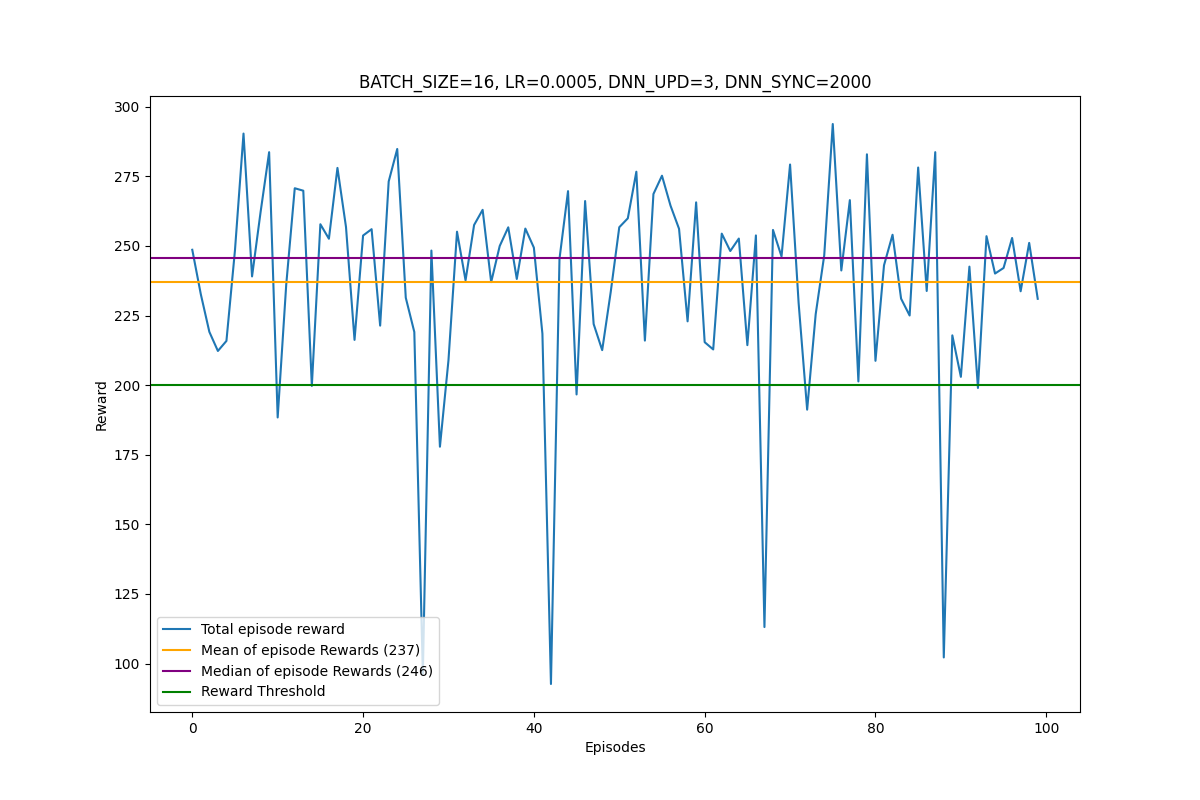 BATCH_SIZE=16, LR=0.0005, DNN_UPD=3, DNN_SYNC=2000
300
275
250
225
200
175
150
125
100
Reward
Total episode reward
Mean of episode Rewards (237)
Median of episode Rewards (246)
Reward Threshold
0 20 40 60 80 100
Episodes